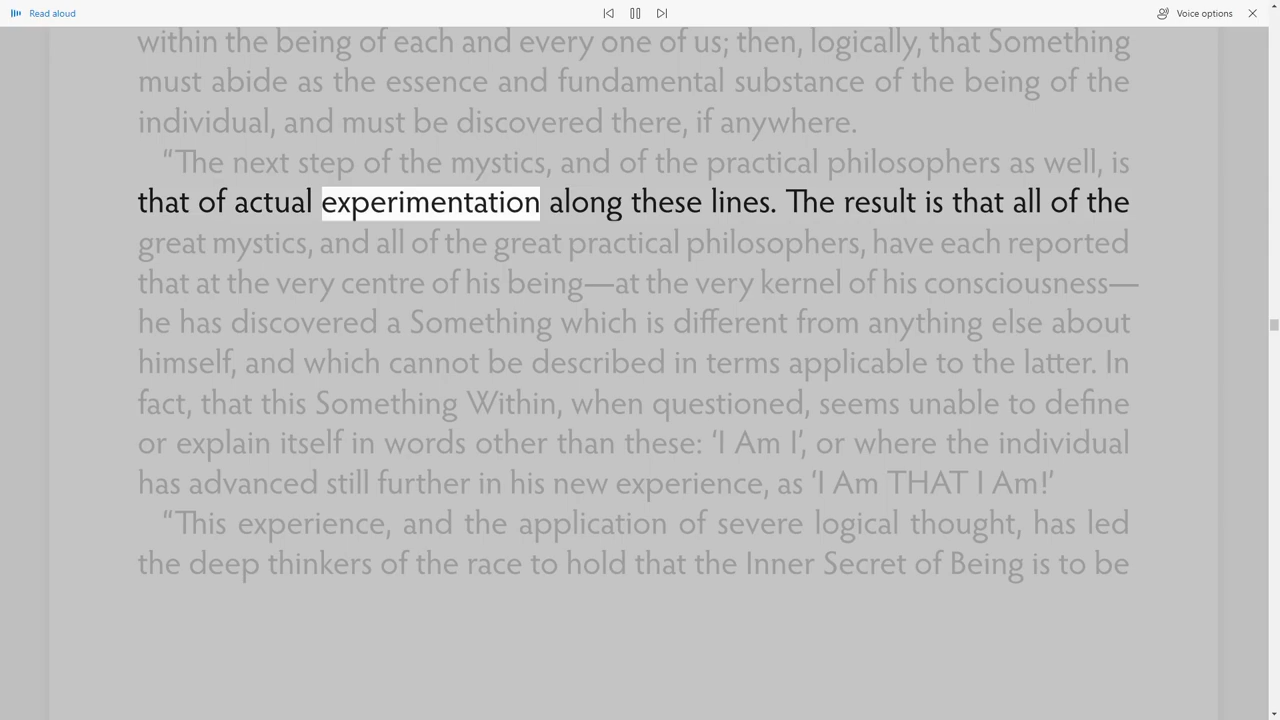 Read aloud
Voice options
within the being of each and every one of us; then, logically, that Something
must abide as the essence and fundamental substance of the being of the
individual, and must be discovered there, if anywhere.
“The next step of the mystics, and of the practical philosophers as well, is
that of actual experimentation along these lines. The result is that all of the
great mystics, and all of the great practical philosophers, have each reported
that at the very centre of his being—at the very kernel of his consciousness—
he has discovered a Something which is different from anything else about
himself, and which cannot be described in terms applicable to the latter. In
fact, that this Something Within, when questioned, seems unable to define
or explain itself in words other than these: ‘I Am I’, or where the individual
has advanced still further in his new experience, as ‘I Am THAT I Am!’
“This experience, and the application of severe logical thought, has led
the deep thinkers of the race to hold that the Inner Secret of Being is to be